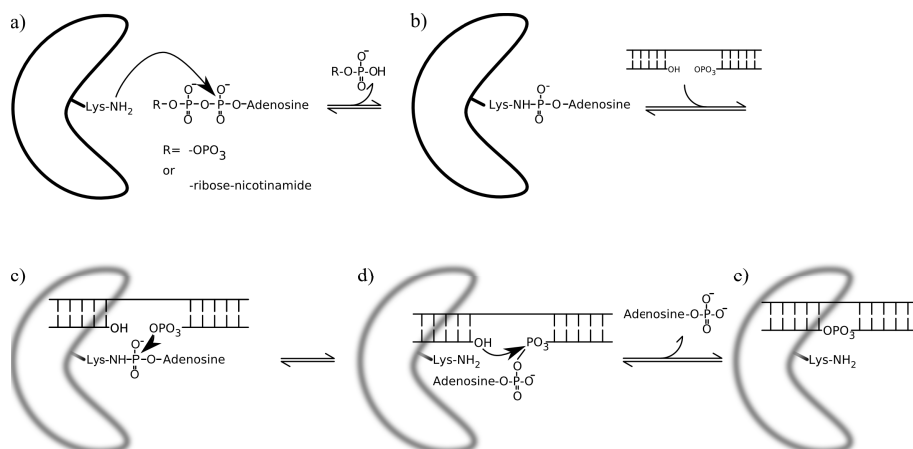 a)
Lys-NH2
O-
O-
R-O-P-O-P-O-Adenosine
O
O
R= -OPO3
or
-ribose-nicotinamide
O-
R-O-P-OH
O
b)
Lys-NH-P-O-Adenosine
O-
O
OH OPO3
c)
OH OPO3
O-
Lys-NH-P-O-Adenosine
O
d)
OH PO3
Lys-NH2
O
Adenosine-O-P-O-
O
O-
Adenosine-O-P-O-
O
c)
OPO3
Lys-NH2